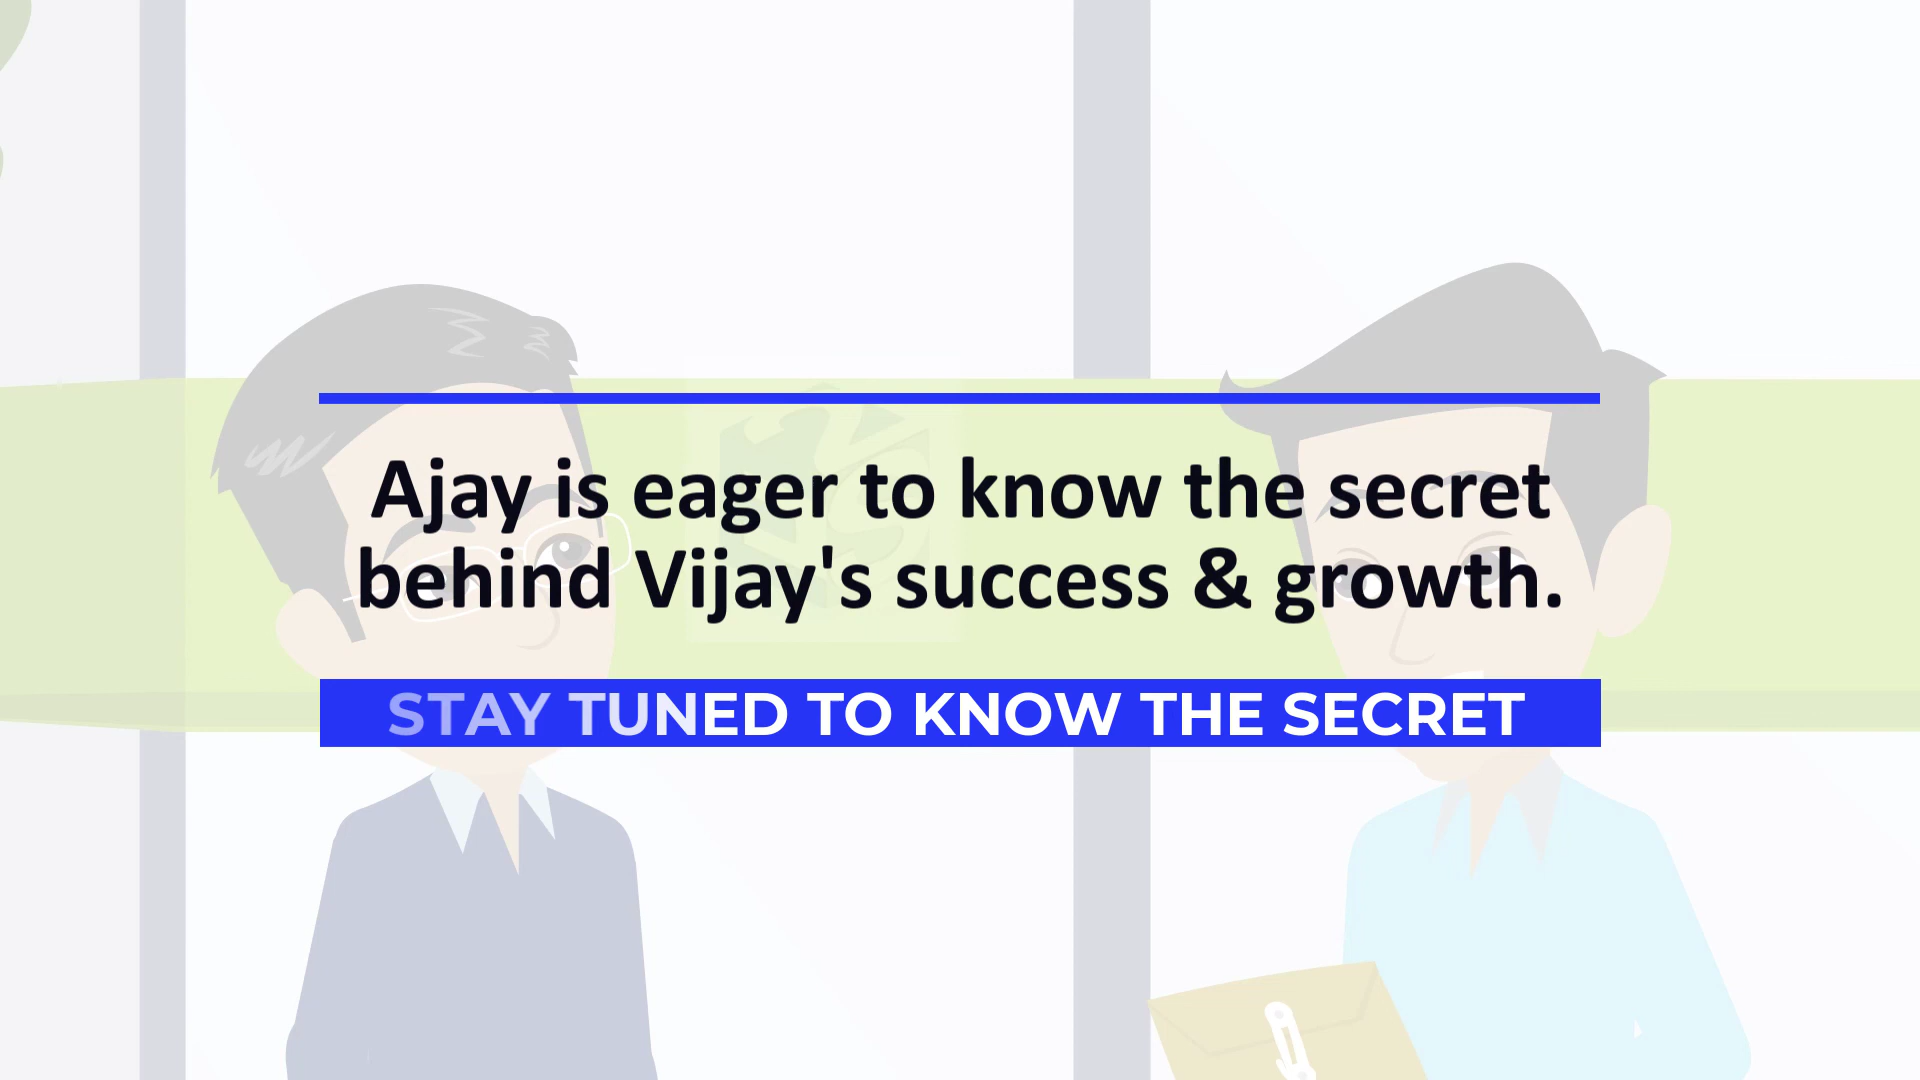 Ajay is eager to know the secret
behind Vijay's success & growth.
STAY TUNED TO KNOW THE SECRET